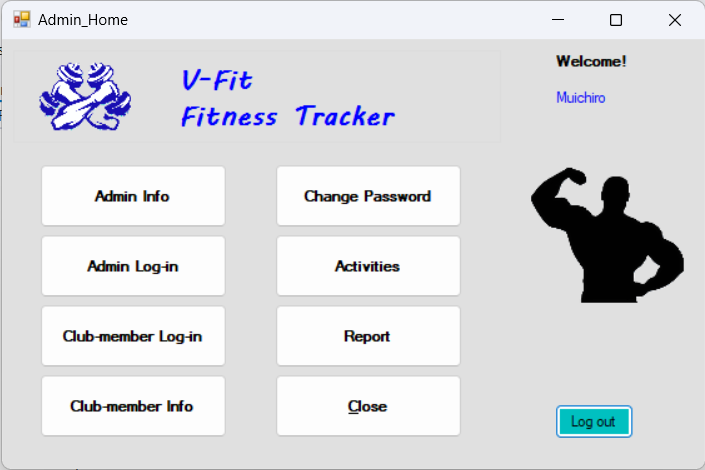 Admin_Home
V-Fit
Fitness Tracker
Welcome!
Muichiro
Admin Info
Change Password
Admin Log-in
Activities
Club-member Log-in
Report
Club-member Info
Close
Log out